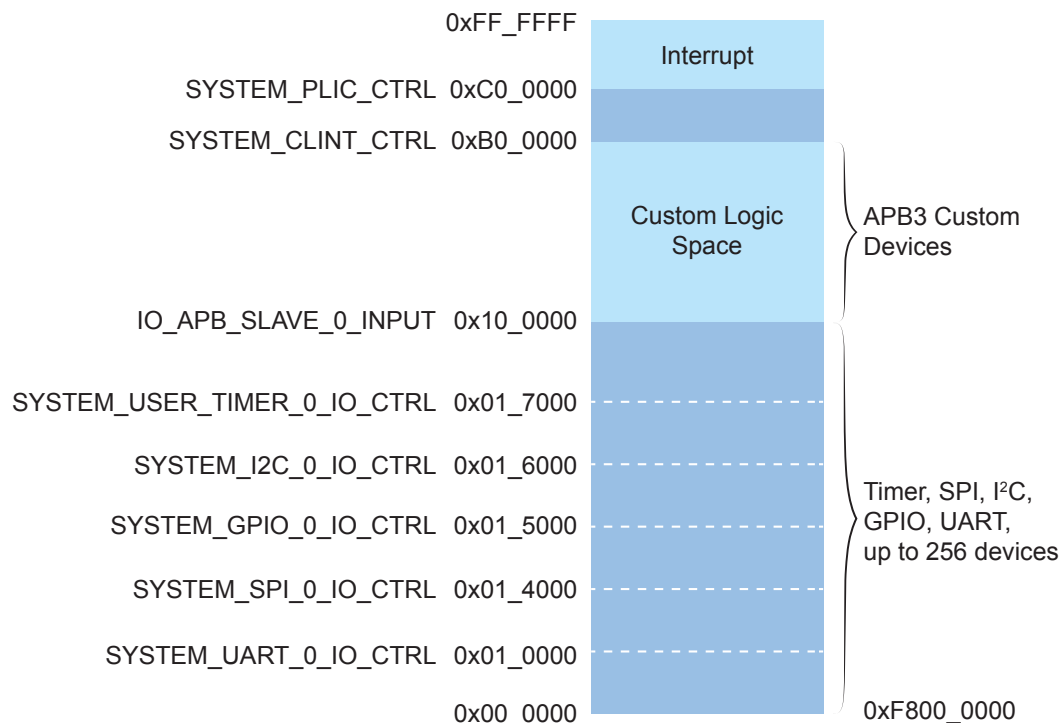 0xFF_FFFF
Interrupt
SYSTEM_PLIC_CTRL 0xC0_0000
SYSTEM_CLINT_CTRL 0xB0_0000
Custom Logic
Space
APB3 Custom
Devices
IO_APB_SLAVE_0_INPUT 0x10_0000
SYSTEM_USER_TIMER_0_IO_CTRL 0x01_7000
SYSTEM_I2C_0_IO_CTRL 0x01_6000
SYSTEM_GPIO_0_IO_CTRL 0x01_5000
SYSTEM_SPI_0_IO_CTRL 0x01_4000
SYSTEM_UART_0_IO_CTRL 0x01_0000
0x00_0000
Timer, SPI, I²C,
GPIO, UART,
up to 256 devices
0xF800_0000